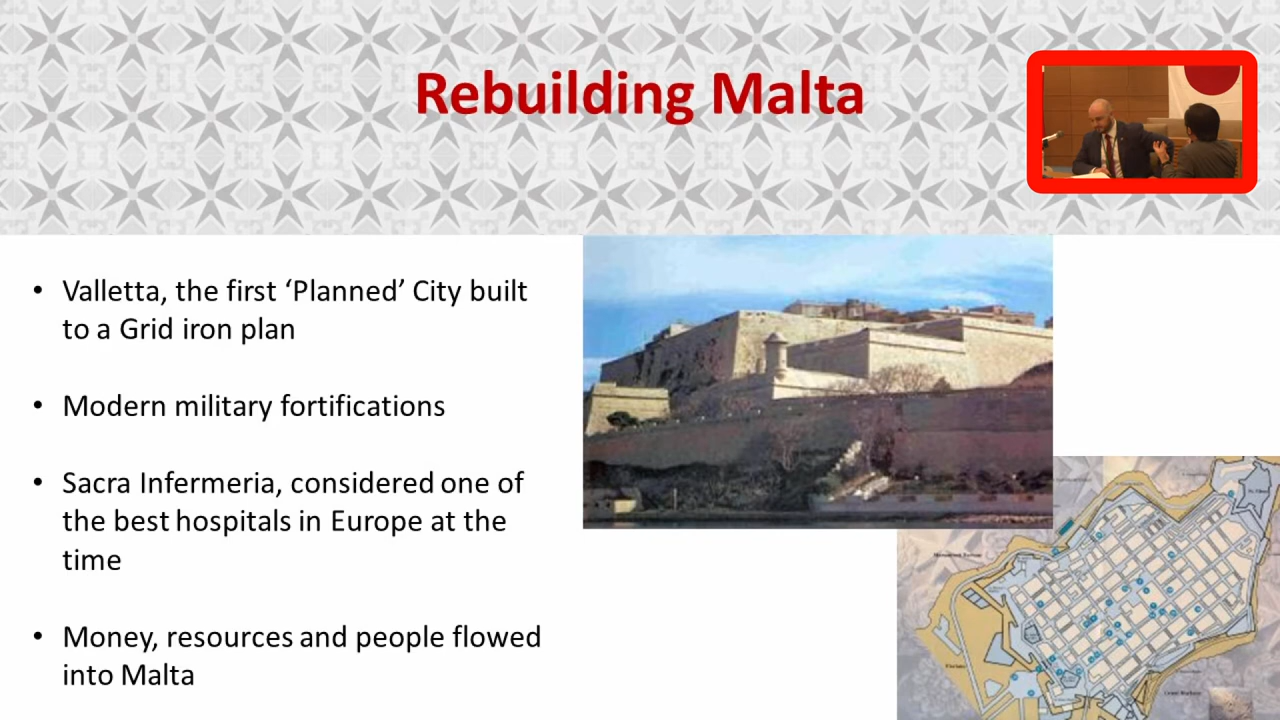 Rebuilding Malta
• Valletta, the first ‘Planned’ City built
to a Grid iron plan
• Modern military fortifications
• Sacra Infermeria, considered one of
the best hospitals in Europe at the
time
• Money, resources and people flowed
into Malta